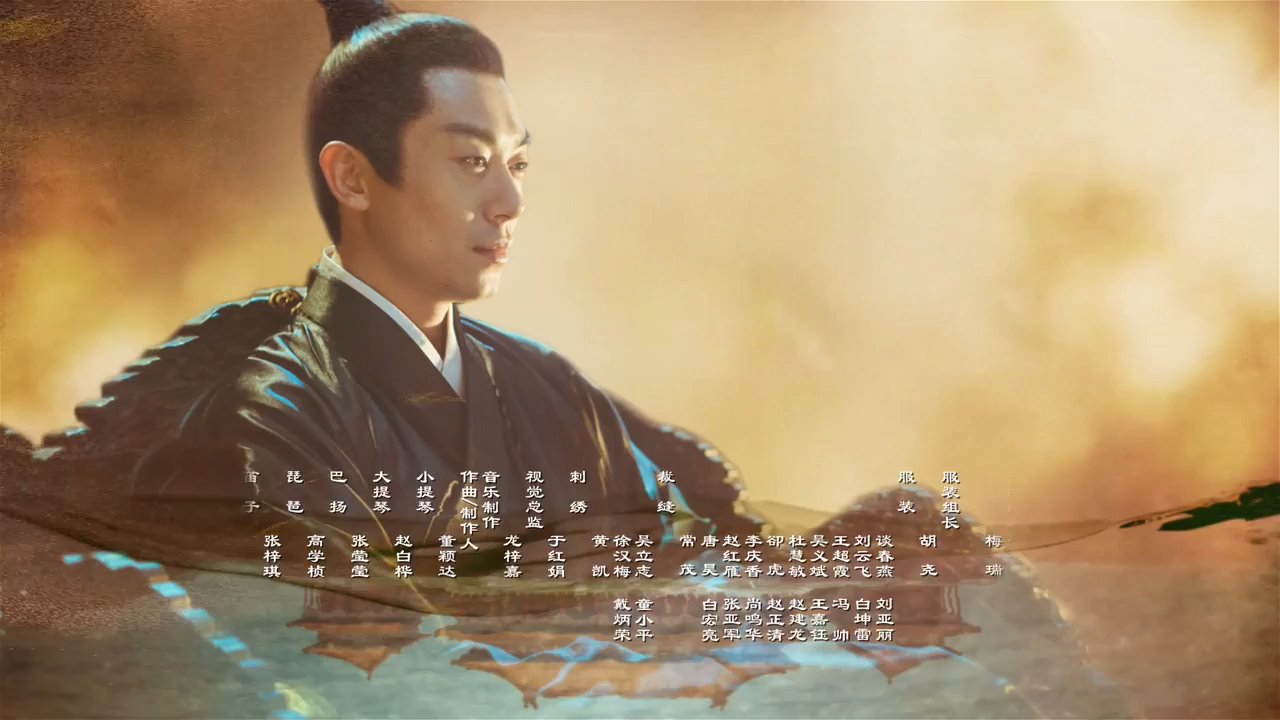 梅瑞
服装组长
胡尧
服装
谈春燕
刘云飞
王超霞
吴义斌
杜慧敏
李庆香
赵红雁
唐昊
常茂
刘亚丽
白坤雷
冯帅
王嘉钰
赵建龙
赵正清
尚鸣华
张亚军
白宏亮
裁缝
吴立志
徐汉梅
黄凯
童小平
戴炳荣
刺绣
于红娟
视觉总监
龙梓嘉
音乐制作
作曲/制作人
董颖达
小提琴
赵白桦
大提琴
张莹莹
巴扬
高学桢
琵琶
张梓琪